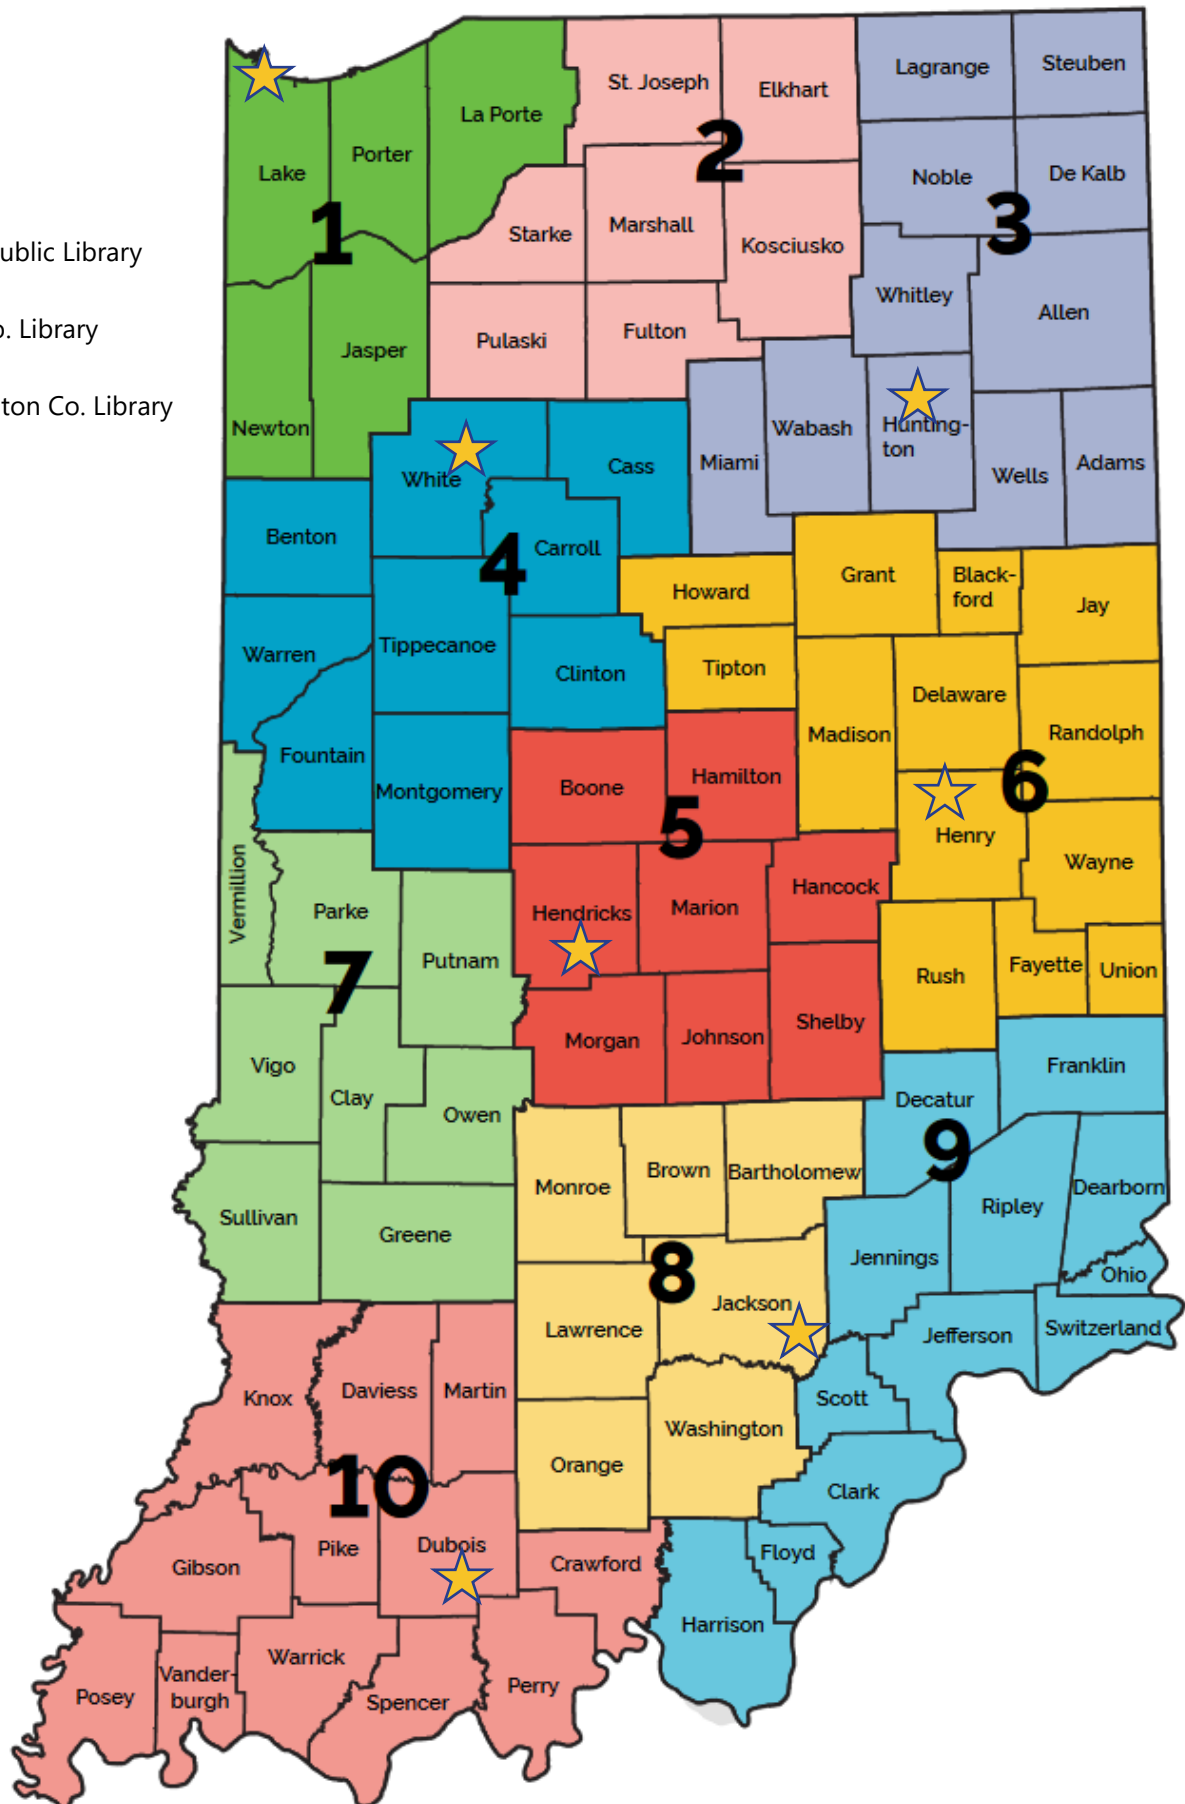 Lagrange
Steuben
St. Joseph
Elkhart
La Porte
2
Porter
Lake
Noble
De Kalb
1
Starke
Marshall
3
Kosciusko
ublic Library
Whitley
Allen
o. Library
Pulaski
Fulton
Jasper
ton Co. Library
Newton
Hunting-
ton
Wabash
White
Cass
Miami
Wells
Adams
Benton
4
Carroll
Grant
Black-
ford
Howard
Jay
Warren
Tippecanoe
Clinton
Tipton
Delaware
Madison
Randolph
Fountain
Montgomery
Boone
Hamilton
6
5
Henry
Wayne
Vermillion
Hancock
Parke
Hendricks
Marion
Putnam
7
Rush
Fayette
Union
Morgan
Johnson
Shelby
Vigo
Clay
Franklin
Owen
Decatur
9
Monroe
Brown
Bartholomew
Dearborn
Sullivan
Greene
Ripley
Jennings
8
Ohio
Jackson
Lawrence
Jefferson
Switzerland
Knox
Daviess
Martin
Scott
Washington
Orange
10
Clark
Gibson
Pike
Dubois
Crawford
Floyd
Harrison
Warrick
Posey
Vander-
burgh
Spencer
Perry